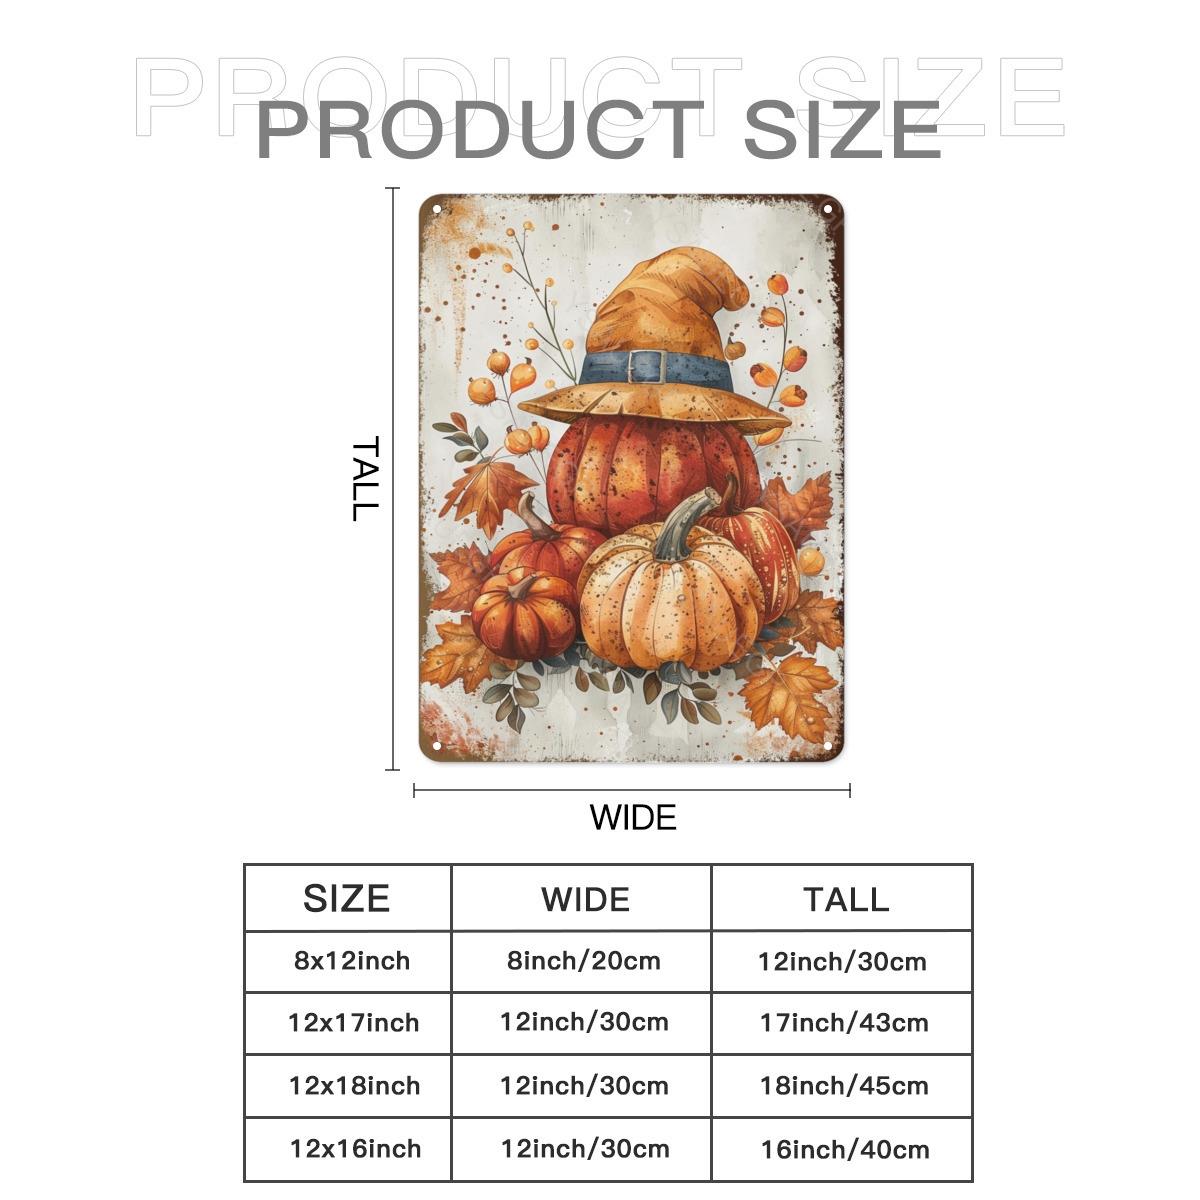 PRODUCT SIZE
PRODUCT SIZE
TALL
WIDE
SIZE WIDE TALL
8x12inch 8inch/20cm 12inch/30cm
12x17inch 12inch/30cm 17inch/43cm
12x18inch 12inch/30cm 18inch/45cm
12x16inch 12inch/30cm 16inch/40cm